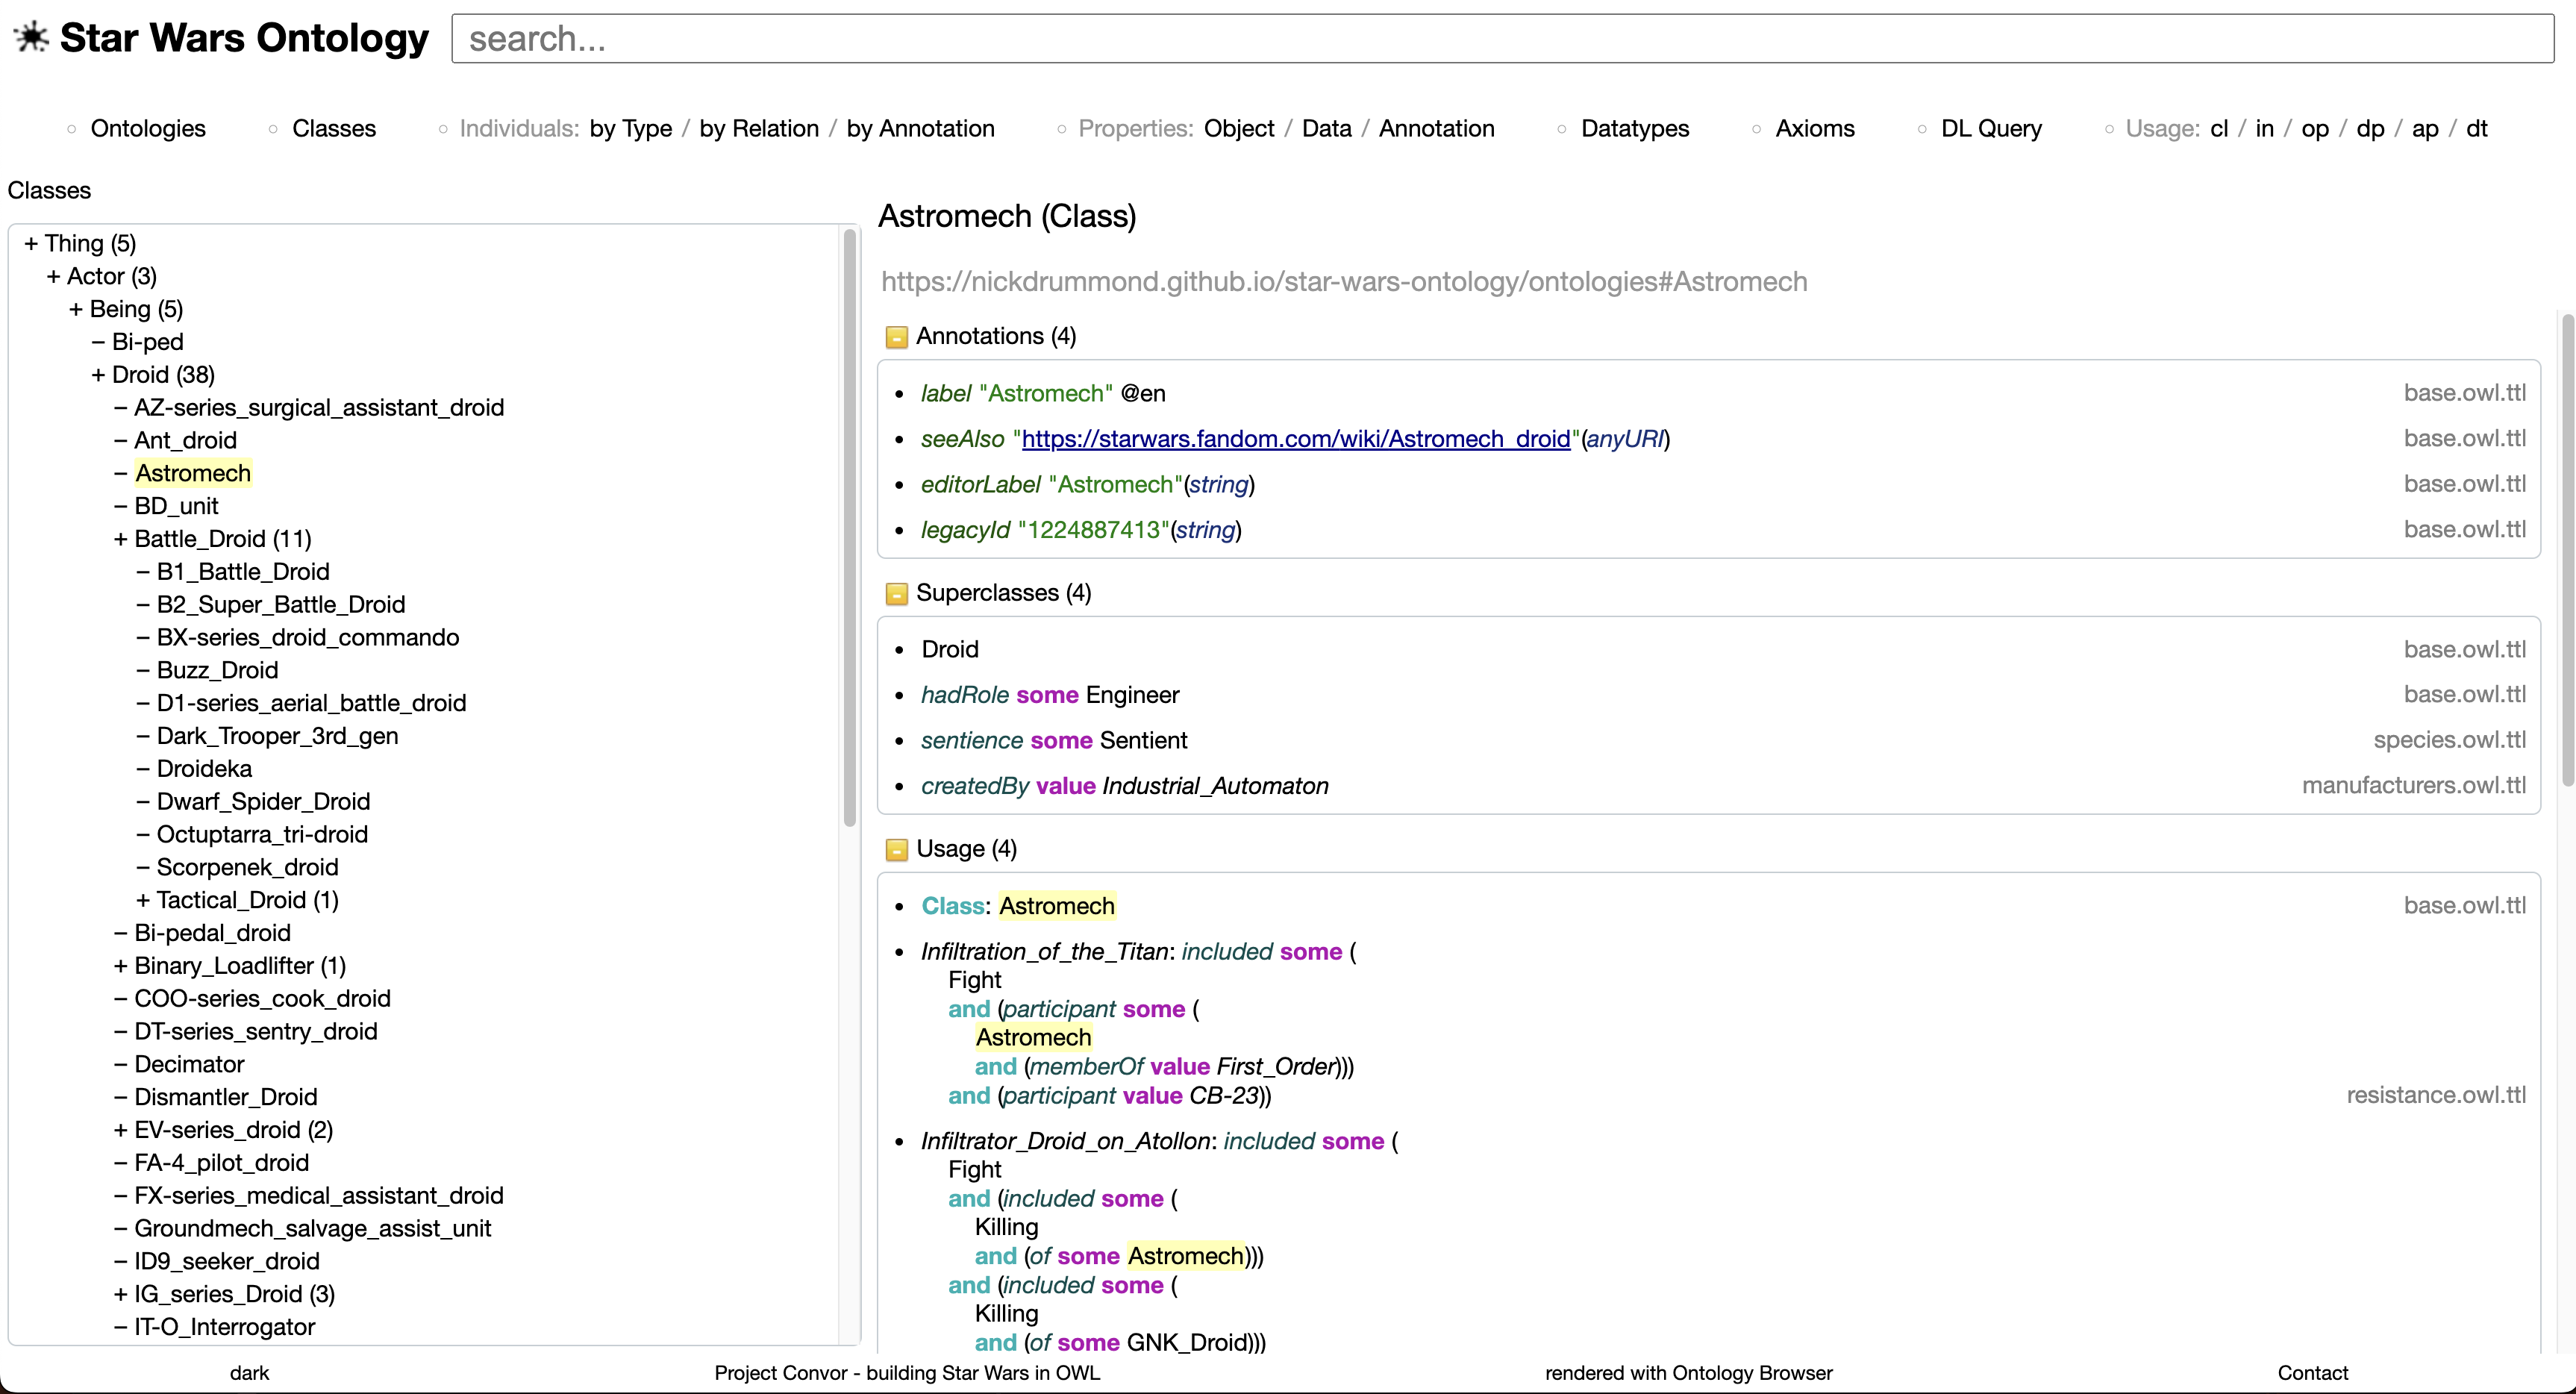 Star Wars Ontology
search...
Ontologies
Classes
Individuals: by Type / by Relation / by Annotation
Properties: Object / Data / Annotation
Datatypes
Axioms
DL Query
Usage: cl / in / op / dp / ap / dt
Classes
+ Thing (5)
+ Actor (3)
+ Being (5)
– Bi-ped
+ Droid (38)
– AZ-series_surgical_assistant_droid
– Ant_droid
– Astromech
– BD_unit
+ Battle_Droid (11)
– B1_Battle_Droid
– B2_Super_Battle_Droid
– BX-series_droid_commando
– Buzz_Droid
– D1-series_aerial_battle_droid
– Dark_Trooper_3rd_gen
– Droideka
– Dwarf_Spider_Droid
– Octuptarra_tri-droid
– Scorpenek_droid
+ Tactical_Droid (1)
– Bi-pedal_droid
+ Binary_Loadlifter (1)
– COO-series_cook_droid
– DT-series_sentry_droid
– Decimator
– Dismantler_Droid
+ EV-series_droid (2)
– FA-4_pilot_droid
– FX-series_medical_assistant_droid
– Groundmech_salvage_assist_unit
– ID9_seeker_droid
+ IG_series_Droid (3)
– IT-O_Interrogator
Astromech (Class)
https://nickdrummond.github.io/star-wars-ontology/ontologies#Astromech
Annotations (4)
• label "Astromech" @en base.owl.ttl
• seeAlso "https://starwars.fandom.com/wiki/Astromech_droid"(anyURI) base.owl.ttl
• editorLabel "Astromech"(string) base.owl.ttl
• legacyId "1224887413"(string) base.owl.ttl
Superclasses (4)
• Droid base.owl.ttl
• hadRole some Engineer base.owl.ttl
• sentience some Sentient species.owl.ttl
• createdBy value Industrial_Automaton manufacturers.owl.ttl
Usage (4)
• Class: Astromech base.owl.ttl
• Infiltration_of_the_Titan: included some (
Fight
and (participant some (
Astromech
and (memberOf value First_Order)))
and (participant value CB-23)) resistance.owl.ttl
• Infiltrator_Droid_on_Atollon: included some (
Fight
and (included some (
Killing
and (of some Astromech)))
and (included some (
Killing
and (of some GNK_Droid)))
dark
Project Convor - building Star Wars in OWL
rendered with Ontology Browser
Contact